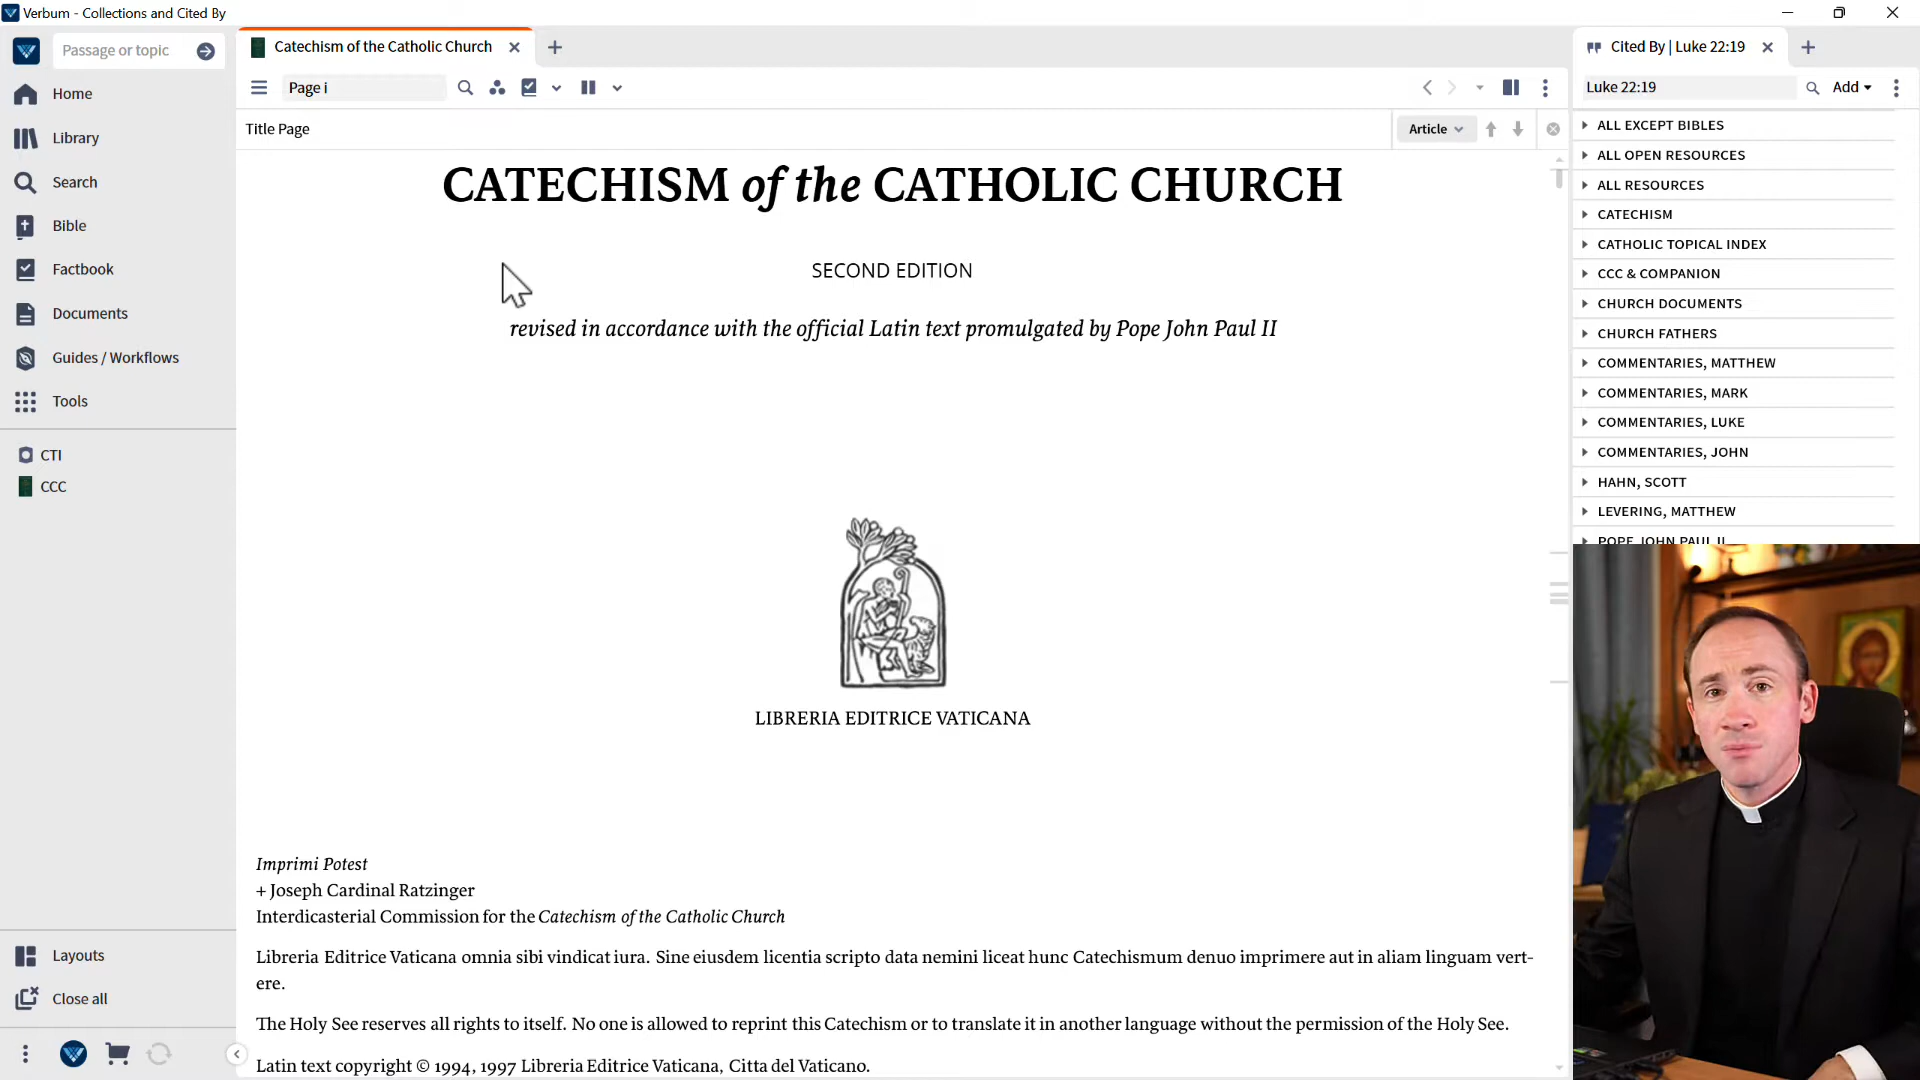 Verbum - Collections and Cited By
Passage or topic
Home
Library
Search
Bible
Factbook
Documents
Guides / Workflows
Tools
CTI
CCC
Layouts
Close all
Catechism of the Catholic Church
Page i
Title Page
Article
CATECHISM of the CATHOLIC CHURCH
SECOND EDITION
revised in accordance with the official Latin text promulgated by Pope John Paul II
LIBRERIA EDITRICE VATICANA
Imprimi Potest
+ Joseph Cardinal Ratzinger
Interdicasterial Commission for the Catechism of the Catholic Church
Libreria Editrice Vaticana omnia sibi vindicat iura. Sine eiusdem licentia scripto data nemini liceat hunc Catechismum denuo imprimere aut in aliam linguam vert-
ere.
The Holy See reserves all rights to itself. No one is allowed to reprint this Catechism or to translate it in another language without the permission of the Holy See.
Latin text copyright © 1994, 1997 Libreria Editrice Vaticana, Citta del Vaticano.
Cited By | Luke 22:19
Luke 22:19
Add
ALL EXCEPT BIBLES
ALL OPEN RESOURCES
ALL RESOURCES
CATECHISM
CATHOLIC TOPICAL INDEX
CCC & COMPANION
CHURCH DOCUMENTS
CHURCH FATHERS
COMMENTARIES, MATTHEW
COMMENTARIES, MARK
COMMENTARIES, LUKE
COMMENTARIES, JOHN
HAHN, SCOTT
LEVERING, MATTHEW
POPE JOHN PAUL II